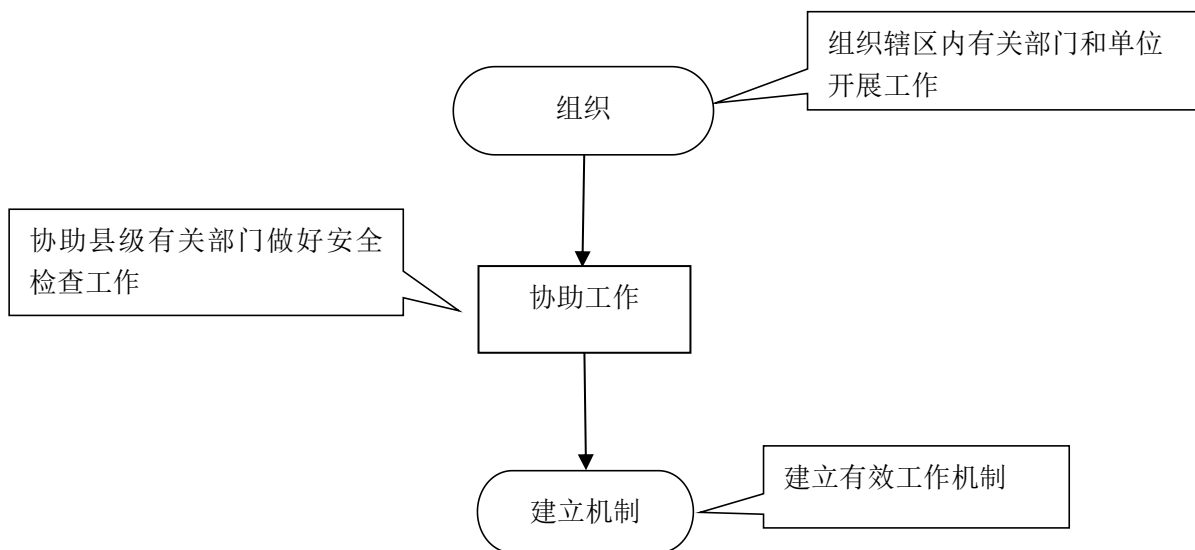 组织辖区内有关部门和单位
开展工作
组织
协助县级有关部门做好安全
检查工作
协助工作
建立有效工作机制
建立机制